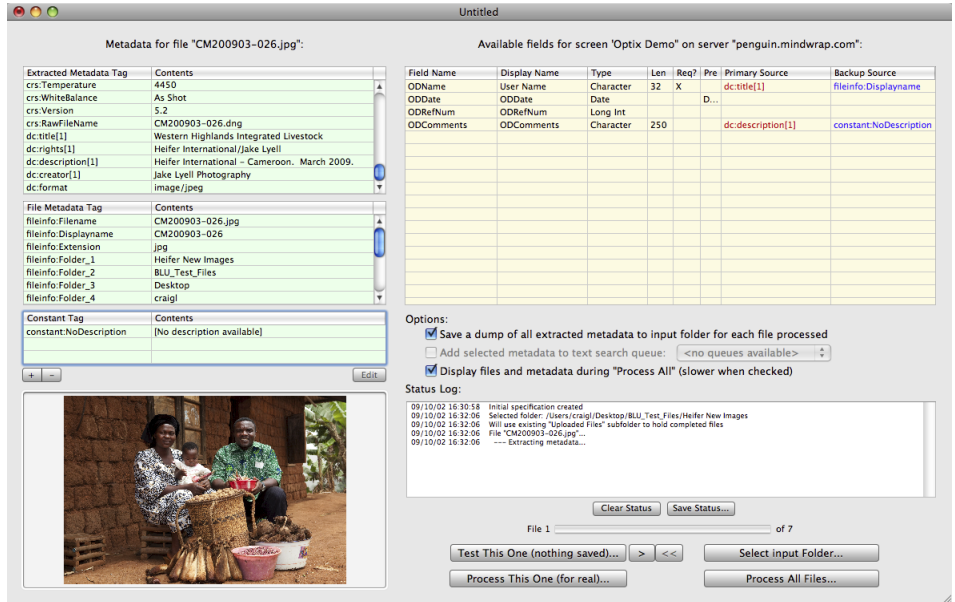 Untitled
Metadata for file "CM200903-026.jpg":
Extracted Metadata Tag Contents
crs:Temperature 4450
crs:WhiteBalance As Shot
crs:Version 5.2
crs:RawFileName CM200903-026.dng
dc:title[1] Western Highlands Integrated Livestock
dc:rights[1] Heifer International/Jake Lyell
dc:description[1] Heifer International - Cameroon. March 2009.
dc:creator[1] Jake Lyell Photography
dc:format image/jpeg
File Metadata Tag Contents
fileinfo:Filename CM200903-026.jpg
fileinfo:Displayname CM200903-026
fileinfo:Extension jpg
fileinfo:Folder_1 Heifer New Images
fileinfo:Folder_2 BLU_Test_Files
fileinfo:Folder_3 Desktop
fileinfo:Folder_4 craigl
Constant Tag Contents
constant:NoDescription [No description available]
+ - Edit
Available fields for screen 'Optix Demo" on server "penguin.mindwrap.com":
Field Name Display Name Type Len Req? Pre Primary Source Backup Source
ODName User Name Character 32 X dc:title[1] fileinfo:Displayname
ODDate ODDate Date D...
ODRefNum ODRefNum Long Int
ODComments ODComments Character 250 dc:description[1] constant:NoDescription
Options:
Save a dump of all extracted metadata to input folder for each file processed
Add selected metadata to text search queue: <no queues available>
Display files and metadata during "Process All" (slower when checked)
Status Log:
09/10/02 16:30:58 Initial specification created
09/10/02 16:32:06 Selected folder: /Users/craigl/Desktop/BLU_Test_Files/Heifer New Images
09/10/02 16:32:06 Will use existing "Uploaded Files" subfolder to hold completed files
09/10/02 16:32:06 File "CM200903-026.jpg"...
09/10/02 16:32:06 --- Extracting metadata...
Clear Status Save Status...
File 1 of 7
Test This One (nothing saved)... > << Select input Folder...
Process This One (for real)... Process All Files...